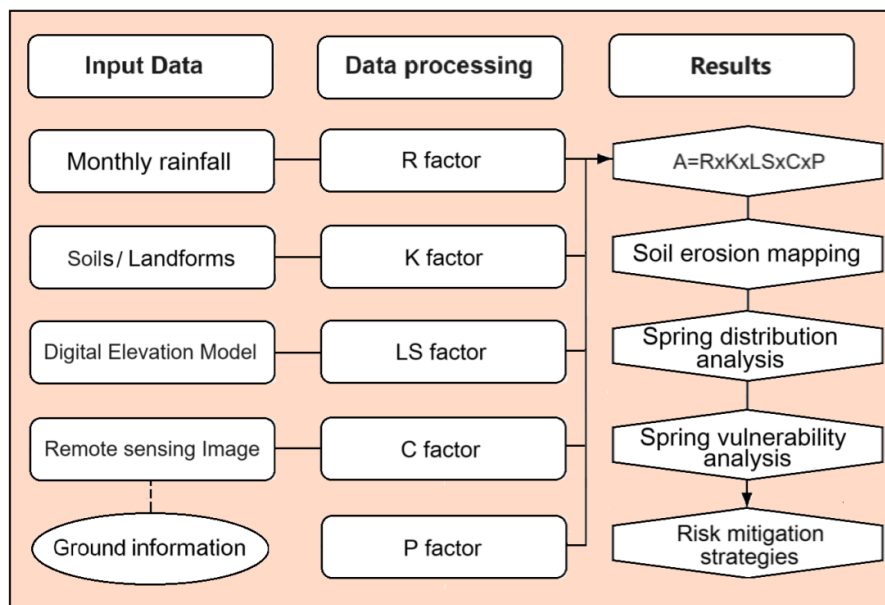 Input Data
Data processing
Results
Monthly rainfall
R factor
A=RxKxLSxCxP
Soils/ Landforms
K factor
Soil erosion mapping
Digital Elevation Model
LS factor
Spring distribution
analysis
Remote sensing Image
C factor
Spring vulnerability
analysis
Ground information
P factor
Risk mitigation
strategies